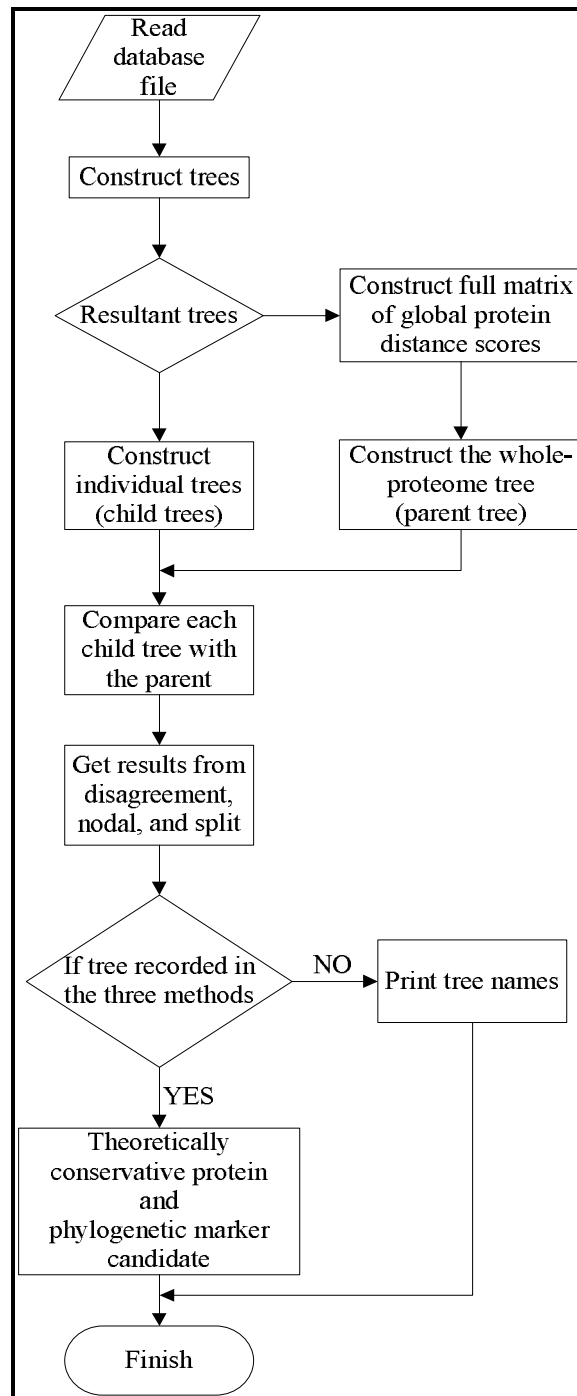 Read
database
file
Construct trees
Resultant trees
Construct full matrix
of global protein
distance scores
Construct
individual trees
(child trees)
Construct the whole-
proteome tree
(parent tree)
Compare each
child tree with
the parent
Get results from
disagreement,
nodal, and split
If tree recorded in
the three methods
NO
Print tree names
YES
Theoretically
conservative protein
and
phylogenetic marker
candidate
Finish